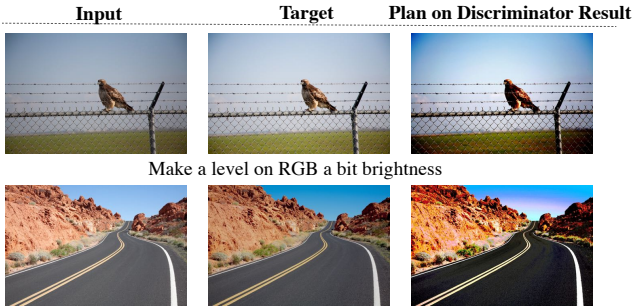 Input Target Plan on Discriminator Result
Make a level on RGB a bit brightness